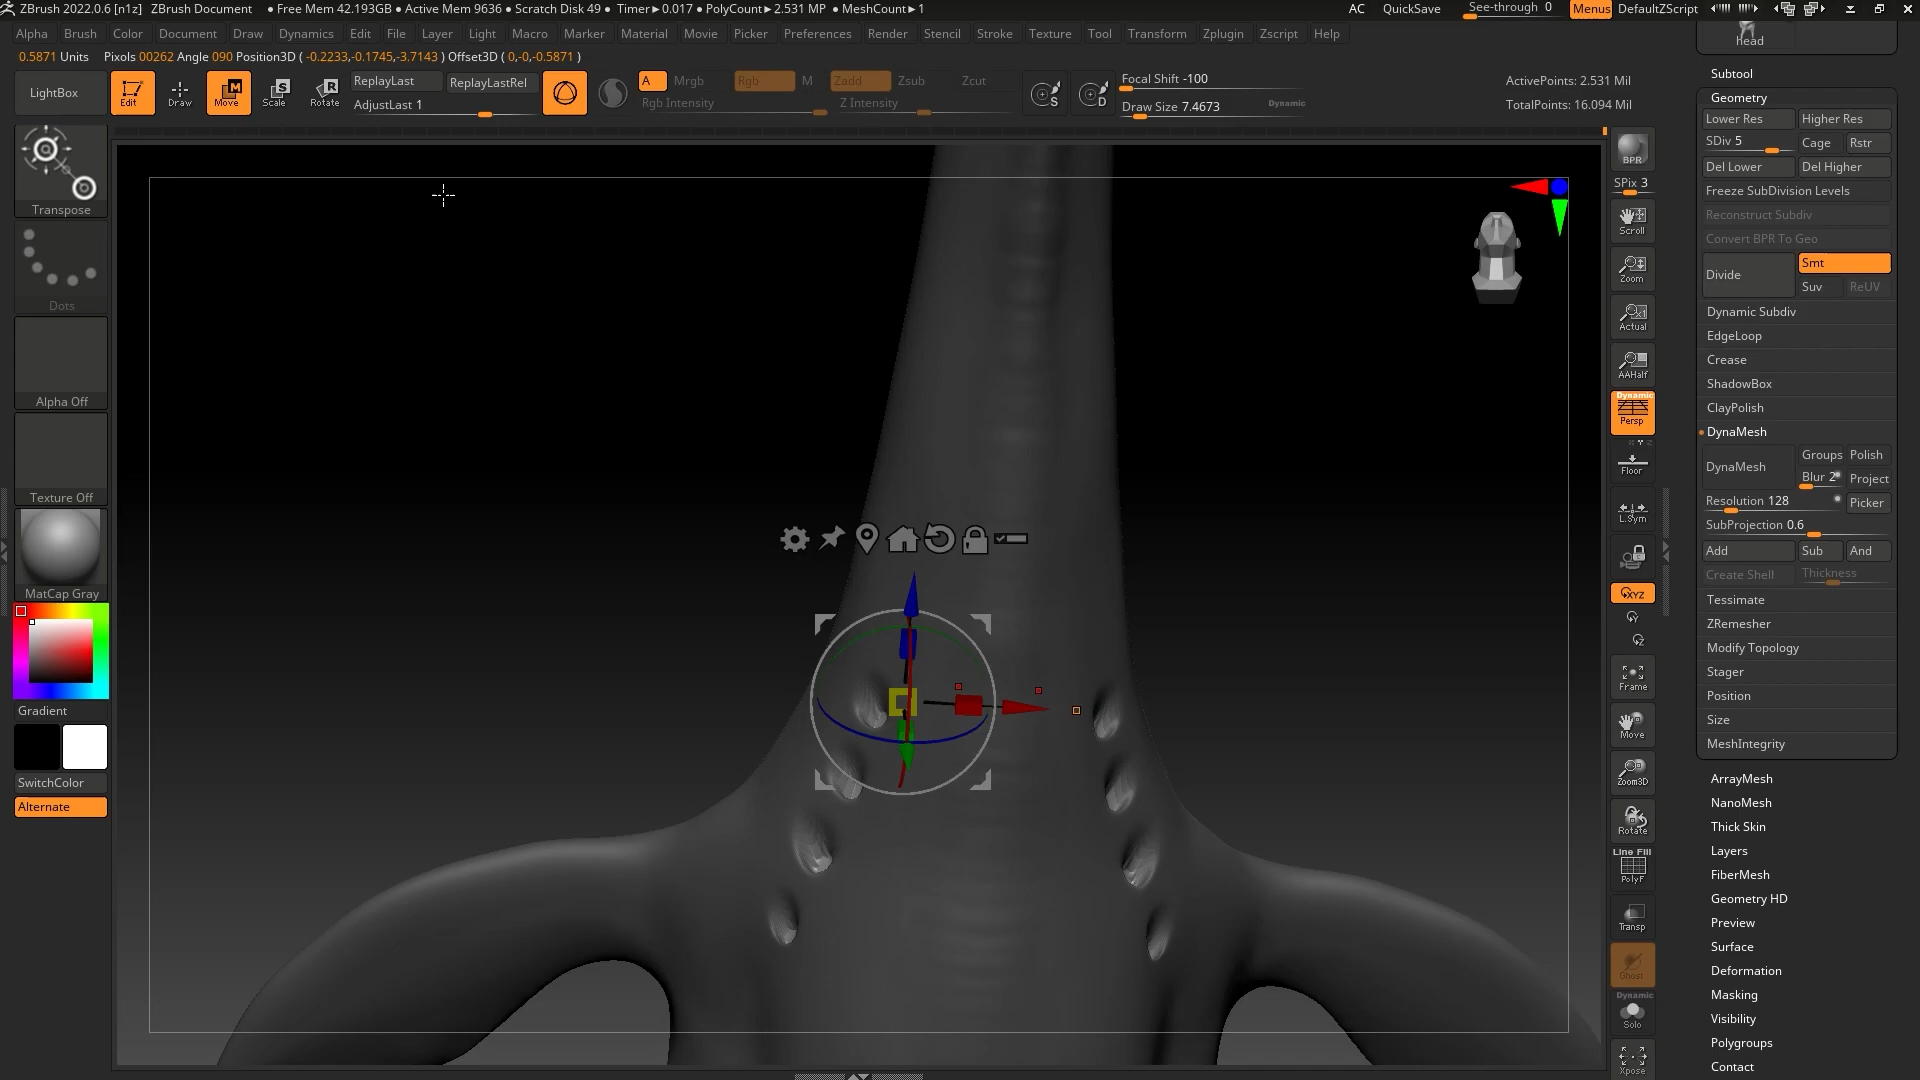 ZBrush 2022.0.6 [n1z] ZBrush Document ● Free Mem 42.193GB ● Active Mem 9636 ● Scratch Disk 49 ● Timer►0.017 ● PolyCount►2.531 MP ● MeshCount►1 AC QuickSave See-through 0 Menus DefaultZScript
Alpha Brush Color Document Draw Dynamics Edit File Layer Light Macro Marker Material Movie Picker Preferences Render Stencil Stroke Texture Tool Transform Zplugin Zscript Help
0.5871 Units Pixels 00262 Angle 090 Position3D ( -0.2233,-0.1745,-3.7143 ) Offset3D ( 0,-0,-0.5871 )
LightBox
Edit
Draw
Move
Scale
Rotate
ReplayLast
ReplayLastRel
AdjustLast 1
A
Mrgb
Rgb
M
Zadd
Zsub
Zcut
Rgb Intensity
Z Intensity
S
D
Focal Shift -100
Draw Size 7.4673
Dynamic
ActivePoints: 2.531 Mil
TotalPoints: 16.094 Mil
Transpose
Dots
Alpha Off
Texture Off
MatCap Gray
Gradient
SwitchColor
Alternate
BPR
SPix 3
Scroll
Zoom
Actual
AAHalf
Dynamic
Persp
Floor
L.Sym
XYZ
Frame
Move
Zoom3D
Rotate
Line Fill
PolyF
Transp
Ghost
Dynamic
Solo
Xpose
head
Subtool
Geometry
Lower Res
Higher Res
SDiv 5
Cage
Rstr
Del Lower
Del Higher
Freeze SubDivision Levels
Reconstruct Subdiv
Convert BPR To Geo
Divide
Smt
Suv
ReUV
Dynamic Subdiv
EdgeLoop
Crease
ShadowBox
ClayPolish
DynaMesh
DynaMesh
Groups
Polish
Blur 2
Project
Resolution 128
Picker
SubProjection 0.6
Add
Sub
And
Create Shell
Thickness
Tessimate
ZRemesher
Modify Topology
Stager
Position
Size
MeshIntegrity
ArrayMesh
NanoMesh
Thick Skin
Layers
FiberMesh
Geometry HD
Preview
Surface
Deformation
Masking
Visibility
Polygroups
Contact